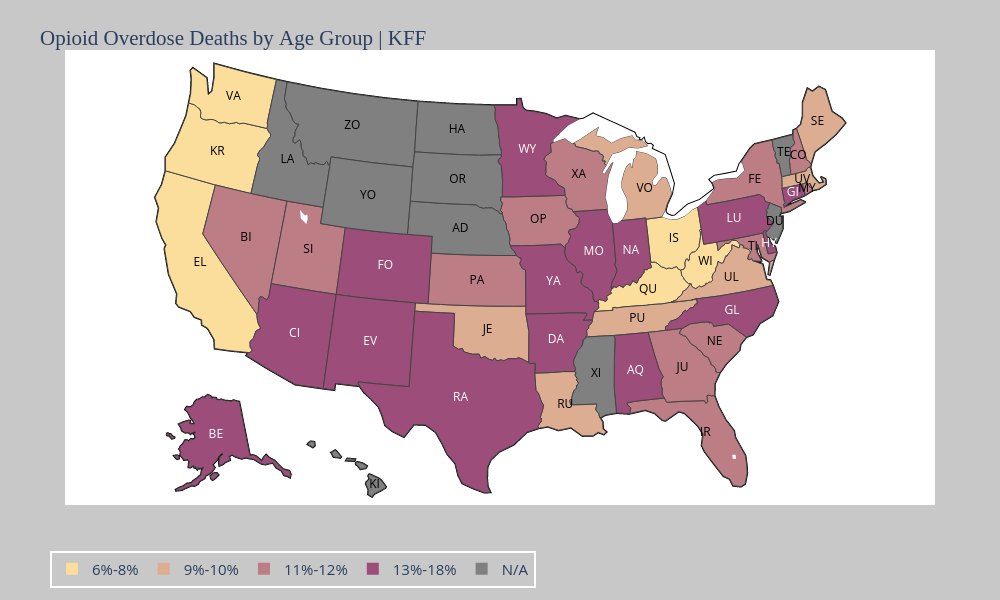 Opioid Overdose Deaths by Age Group | KFF
VA
KR
EL
BI
LA
ZO
YO
SI
CI
FO
EV
HA
OR
AD
PA
JE
RA
WY
OP
YA
DA
RU
XA
MO
NA
VO
IS
QU
PU
XI
AQ
JU
NE
IR
GL
UL
WI
LU
FE
TE
CO
SE
UV
MY
DU
BE
KI
6%-8%
9%-10%
11%-12%
13%-18%
N/A